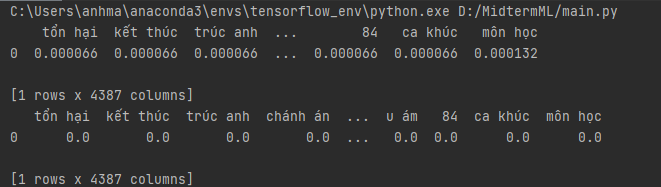 C:\Users\anhma\anaconda3\envs\tensorflow_env\python.exe D:/MidtermML/main.py
tổn hại kết thúc trúc anh ... 84 ca khúc môn học
0 0.000066 0.000066 0.000066 ... 0.000066 0.000066 0.000132
[1 rows x 4387 columns]
tổn hại kết thúc trúc anh chánh án ... u ám 84 ca khúc môn học
0 0.0 0.0 0.0 0.0 ... 0.0 0.0 0.0 0.0
[1 rows x 4387 columns]